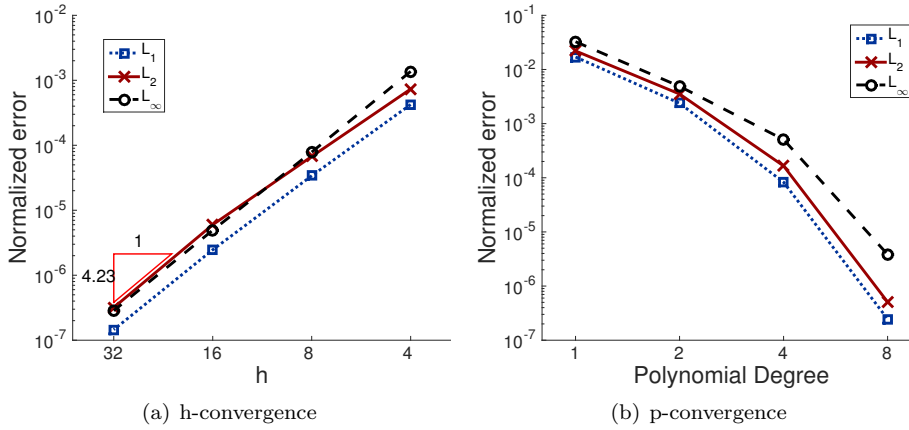 Normalized error
10^-2
10^-3
10^-4
10^-5
10^-6
10^-7
L_1
L_2
L_∞
1
4.23
32
16
8
4
h
(a) h-convergence
Normalized error
10^-1
10^-2
10^-3
10^-4
10^-5
10^-6
10^-7
L_1
L_2
L_∞
1
2
4
8
Polynomial Degree
(b) p-convergence